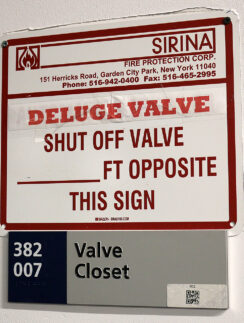 SIRINA
FIRE PROTECTION CORP.
151 Herricks Road, Garden City Park, New York 11040
Phone: 516-942-0400 Fax: 516-465-2995
DELUGE VALVE
SHUT OFF VALVE
______FT OPPOSITE
THIS SIGN
382
007
Valve
Closet